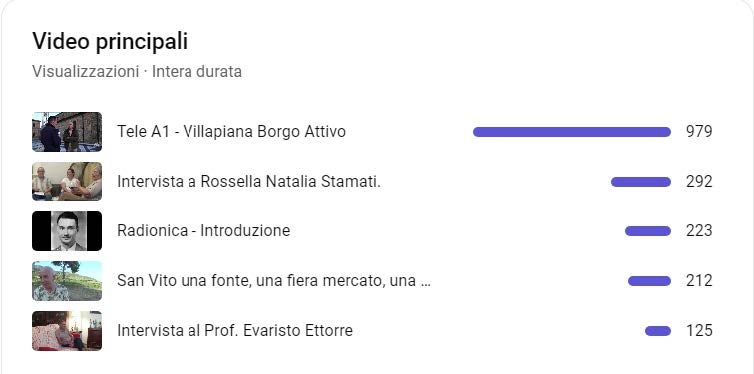 Video principali
Visualizzazioni · Intera durata
Tele A1 - Villapiana Borgo Attivo 979
Intervista a Rossella Natalia Stamati. 292
Radionica - Introduzione 223
San Vito una fonte, una fiera mercato, una ... 212
Intervista al Prof. Evaristo Ettorre 125